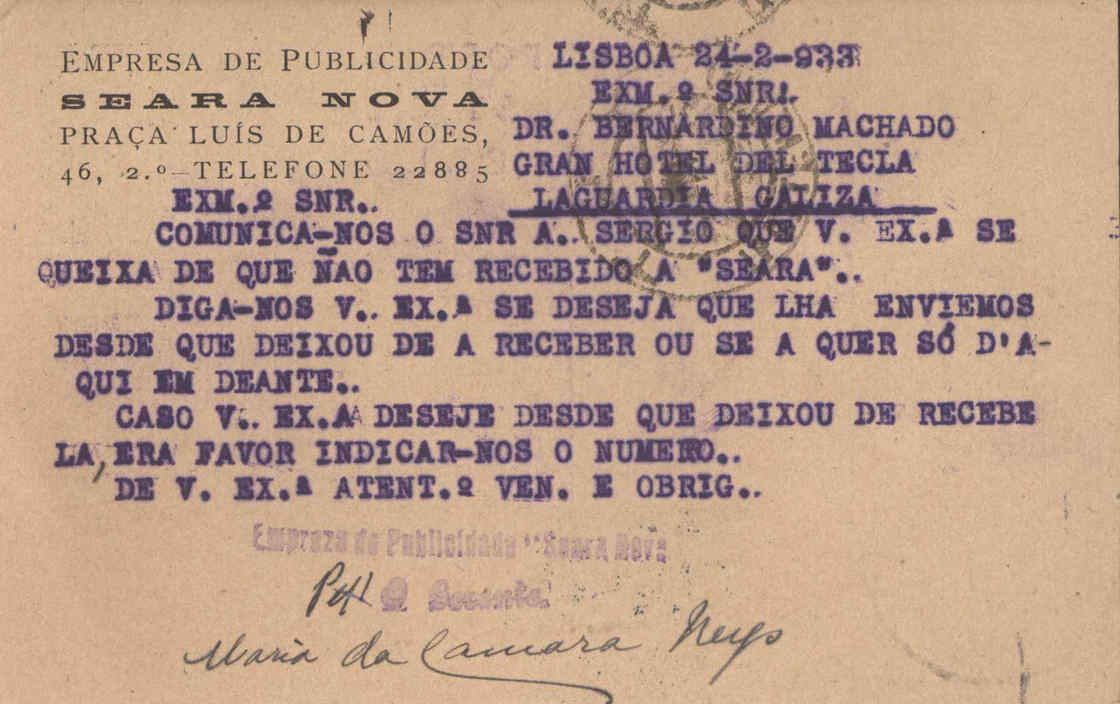 EMPRESA DE PUBLICIDADE
SEARA NOVA
PRAÇA LUÍS DE CAMÕES,
46, 2.º—TELEFONE 22885
LISBOA 24-2-933
EXM.º SNR!.
DR. BERNARDINO MACHADO
GRAN HOTEL DEL TECLA
LAGUARDIA GALIZA
EXM.º SNR..
COMUNICA-NOS O SNR A.. SERGIO QUE V. EX.ª SE
QUEIXA DE QUE ÑAO TEM RECEBIDO A "SEARA"..
DIGA-NOS V.. EX.ª SE DESEJA QUE LHA ENVIEMOS
DESDE QUE DEIXOU DE A RECEBER OU SE A QUER SÓ D'A-
QUI EM DEANTE..
CASO V.. EX.A DESEJE DESDE QUE DEIXOU DE RECEBE
LA, ERA FAVOR INDICAR-NOS O NUMERO..
DE V. EX.ª ATENT.º VEN. E OBRIG..
Empreza de Publicidade "Seara Nova
O
Maria da Camara